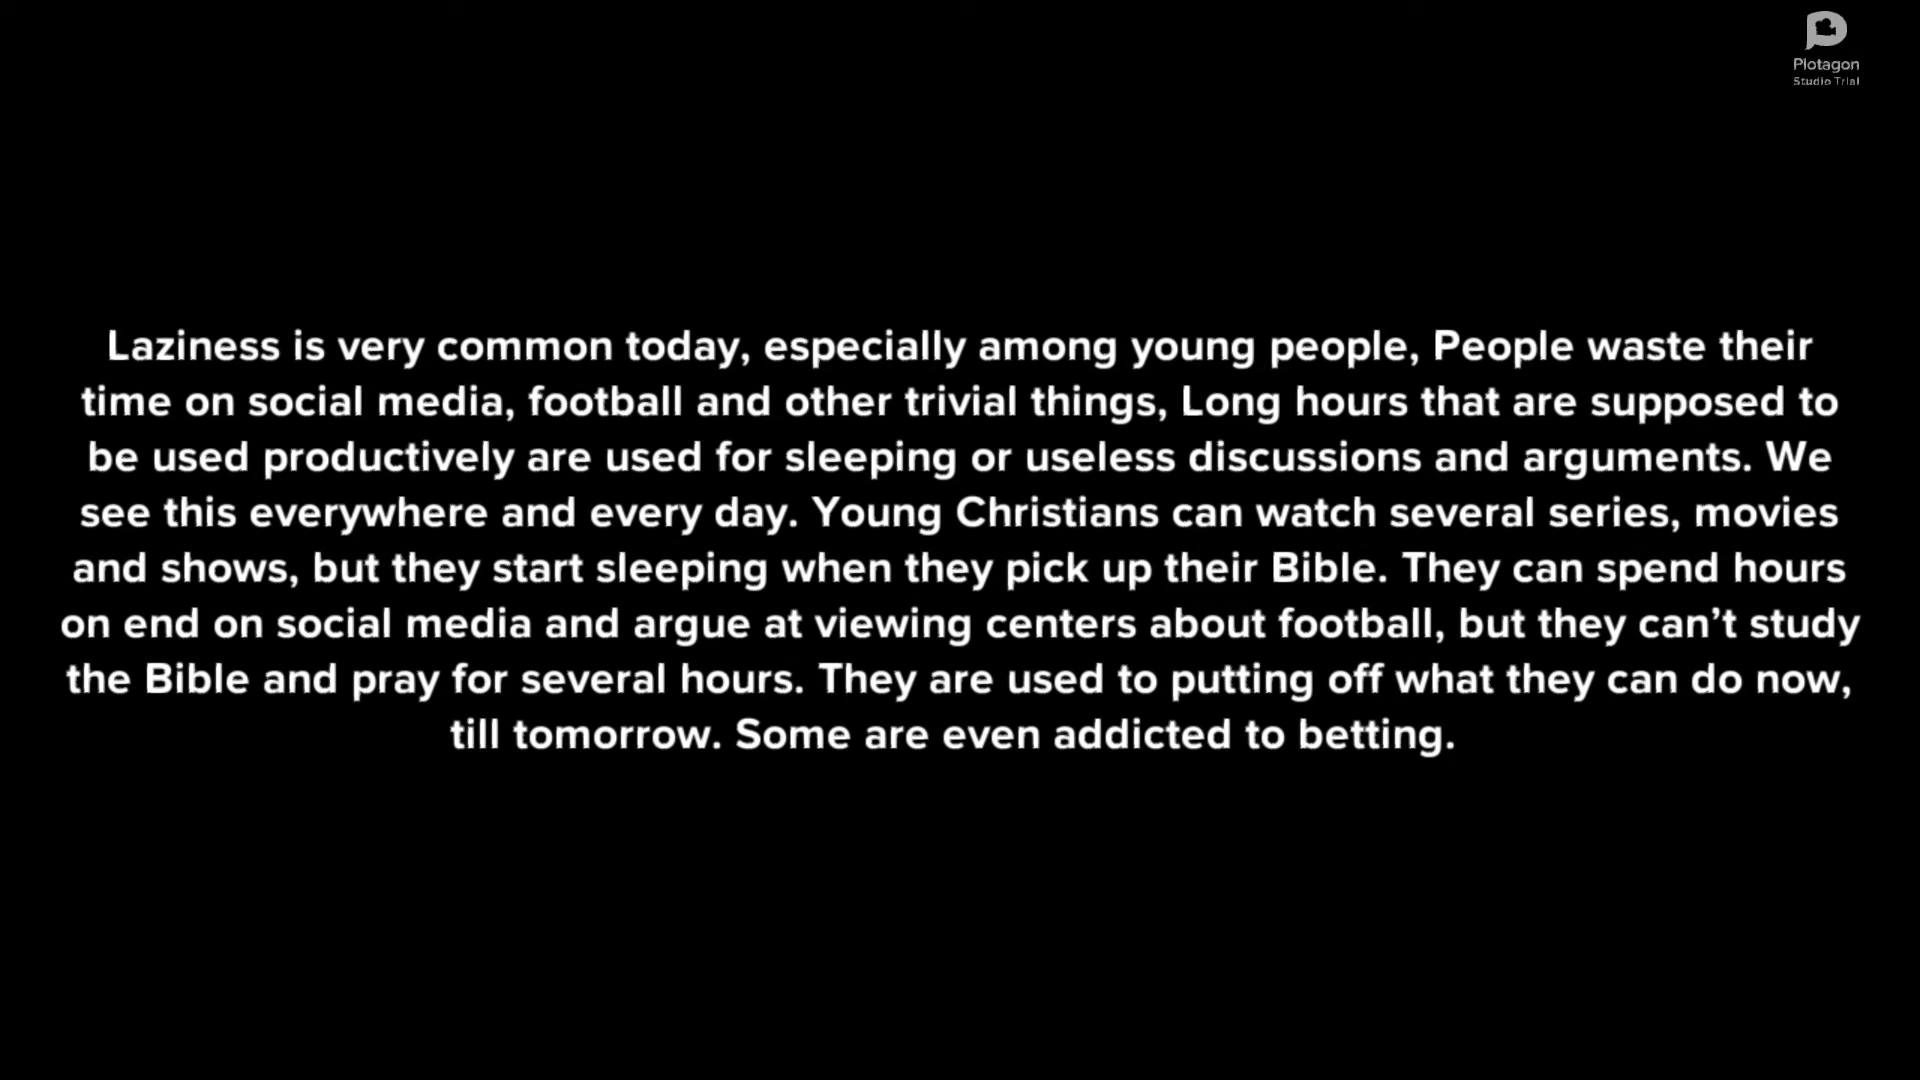 Plotagon
Studio Trial
Laziness is very common today, especially among young people, People waste their
time on social media, football and other trivial things, Long hours that are supposed to
be used productively are used for sleeping or useless discussions and arguments. We
see this everywhere and every day. Young Christians can watch several series, movies
and shows, but they start sleeping when they pick up their Bible. They can spend hours
on end on social media and argue at viewing centers about football, but they can’t study
the Bible and pray for several hours. They are used to putting off what they can do now,
till tomorrow. Some are even addicted to betting.